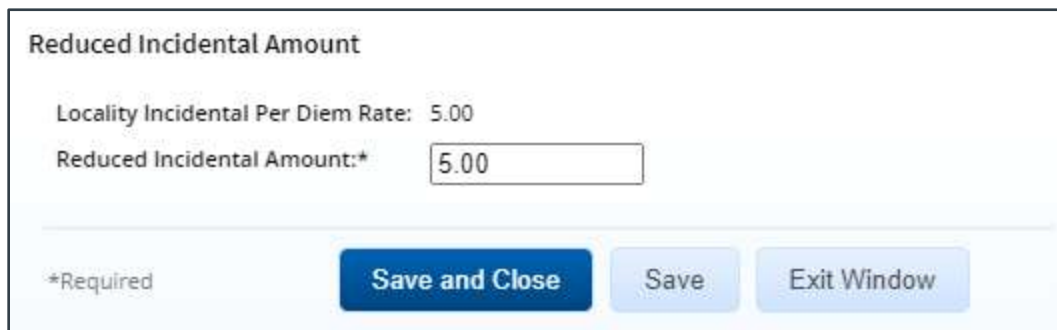 Reduced Incidental Amount
Locality Incidental Per Diem Rate: 5.00
Reduced Incidental Amount:* 5.00
*Required Save and Close Save Exit Window